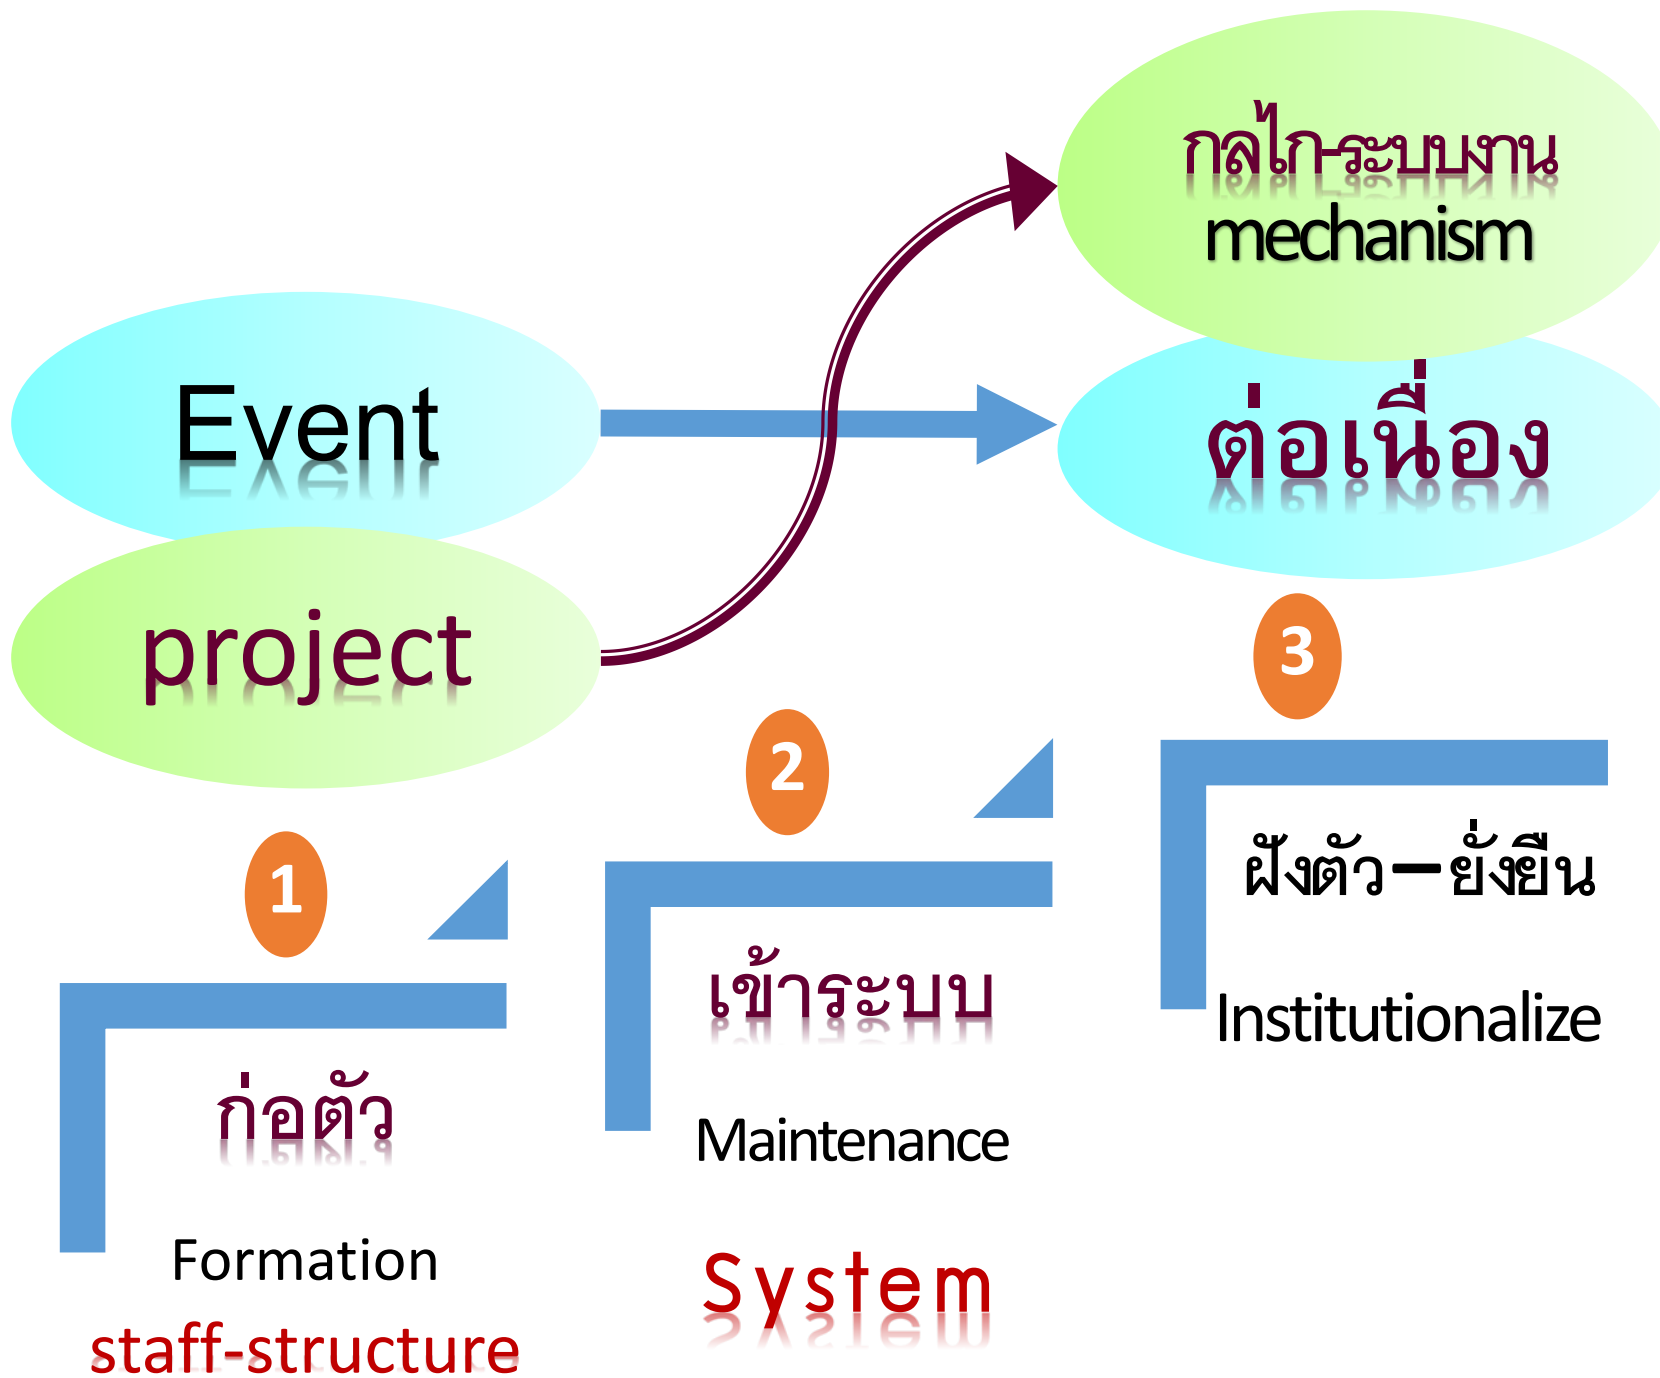 กลไก-ระบบงาน
mechanism
Event
ต่อเนื่อง
project
3
2
1
ฝังตัว – ยั่งยืน
Institutionalize
เข้าระบบ
Maintenance
System
ก่อตัว
Formation
staff-structure